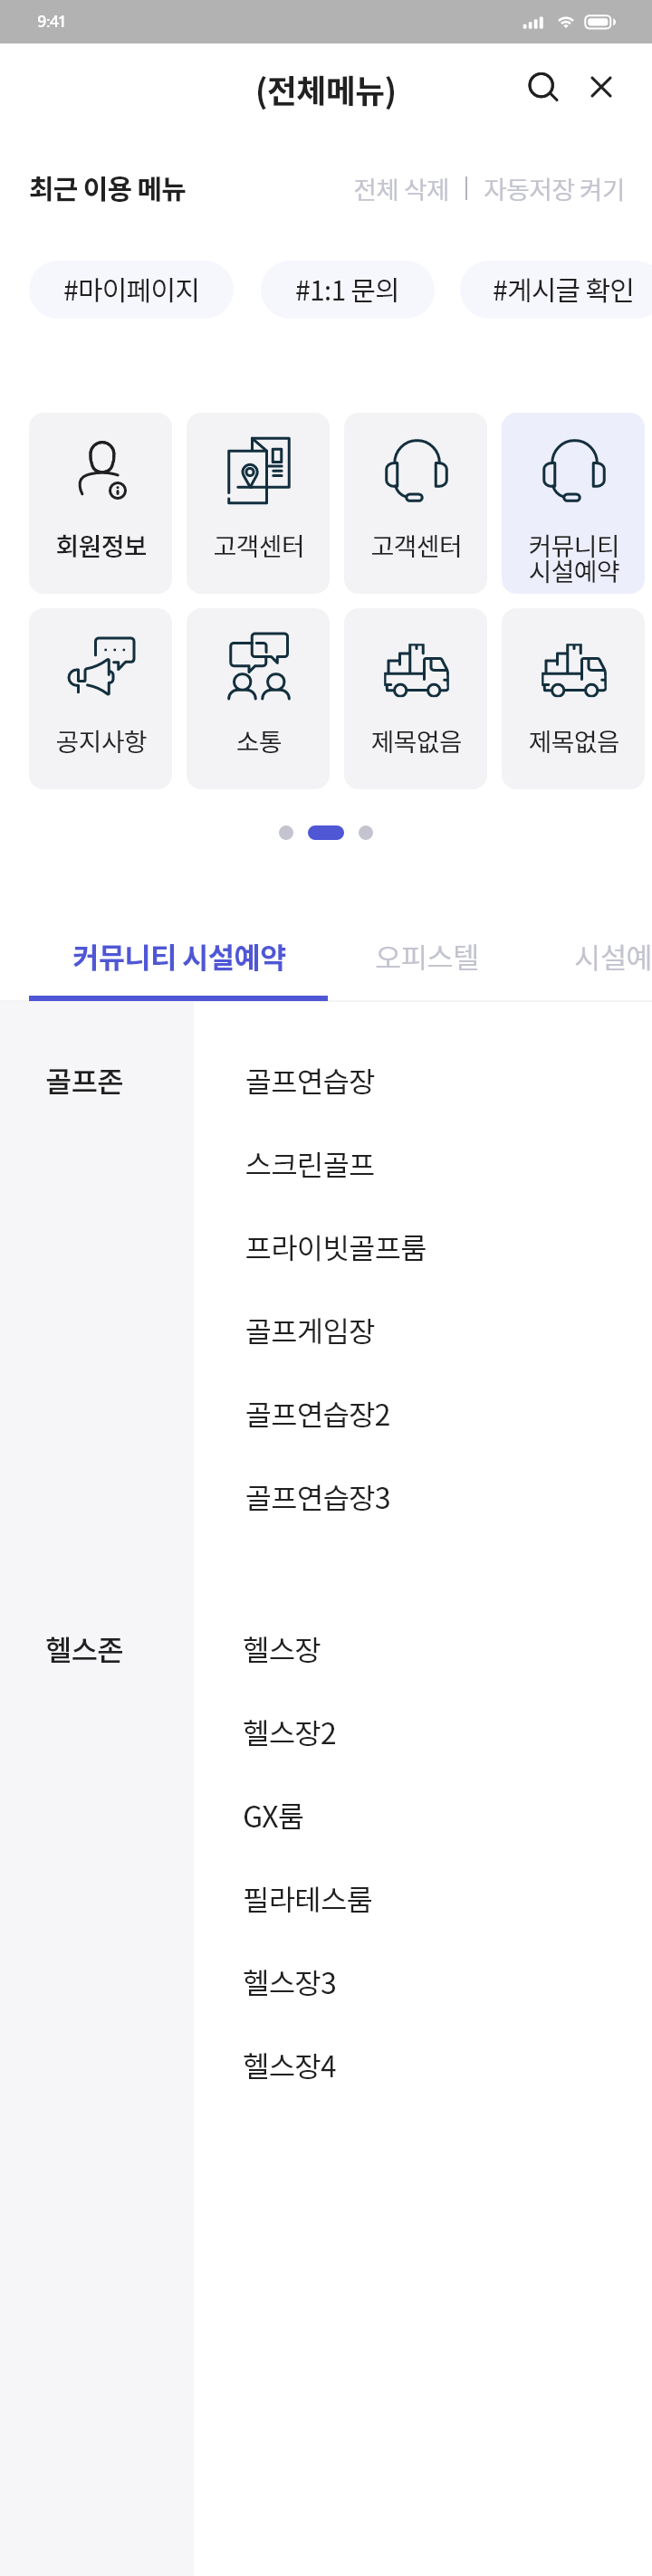 9:41
(전체메뉴)
최근 이용 메뉴
전체 삭제 | 자동저장 켜기
#마이페이지 #1:1 문의 #게시글 확인
회원정보 고객센터 고객센터 커뮤니티
시설예약
공지사항 소통 제목없음 제목없음
커뮤니티 시설예약 오피스텔 시설예
골프존 골프연습장
스크린골프
프라이빗골프룸
골프게임장
골프연습장2
골프연습장3
헬스존 헬스장
헬스장2
GX룸
필라테스룸
헬스장3
헬스장4